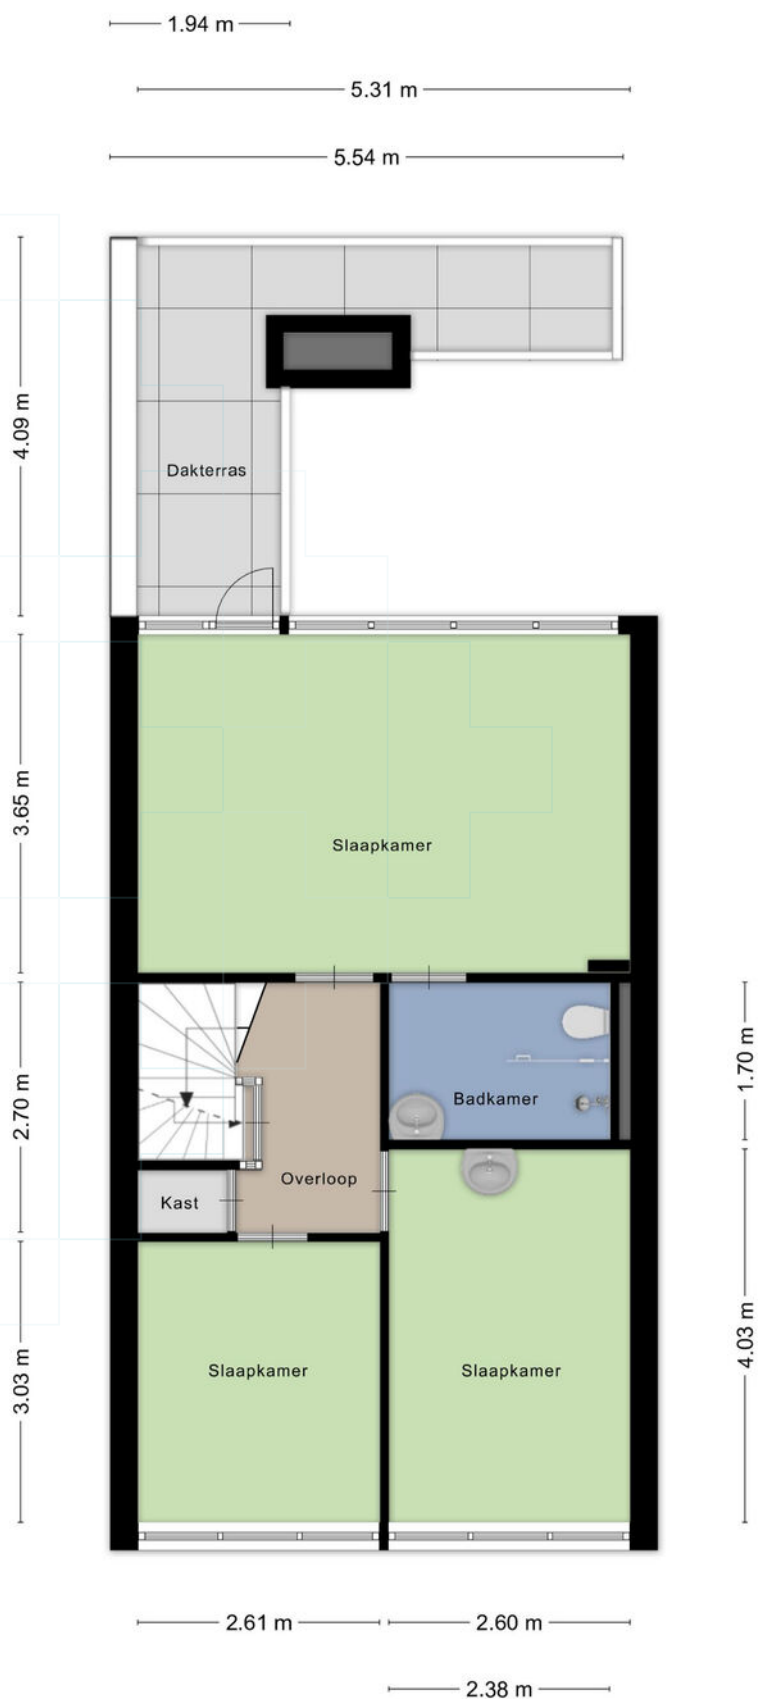 1.94 m
5.31 m
5.54 m
4.09 m
Dakterras
3.65 m
Slaapkamer
2.70 m
1.70 m
Badkamer
Overloop
Kast
3.03 m
4.03 m
Slaapkamer
Slaapkamer
2.61 m
2.60 m
2.38 m